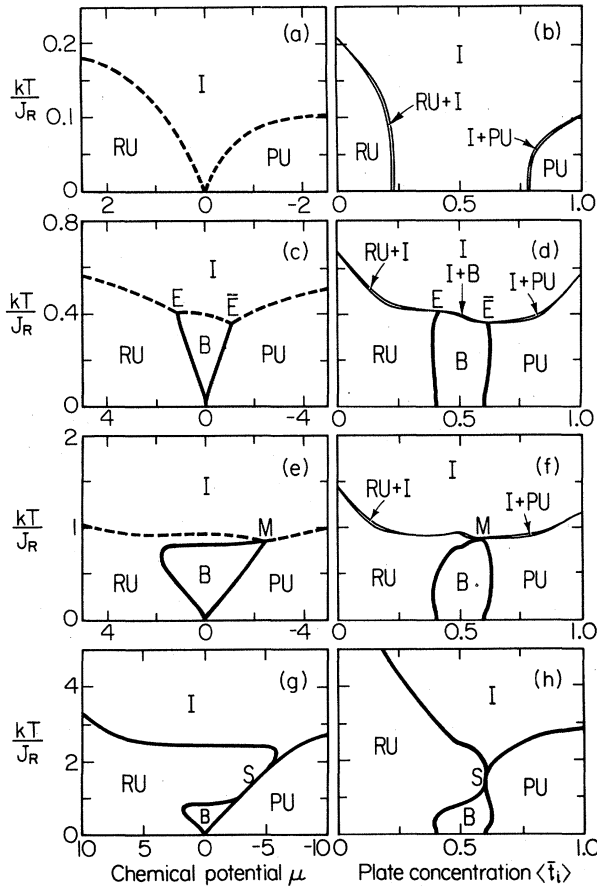 (a)
0.2
kT/J_R
0.1
0
I
RU
PU
2 0 -2
(b)
I
RU+I
I+PU
RU
PU
0 0.5 1.0
(c)
0.8
kT/J_R
0.4
0
I
E Ē
RU
B
PU
4 0 -4
(d)
RU+I
I
I+B
I+PU
E
Ē
RU
B
PU
0 0.5 1.0
(e)
2
kT/J_R
1
0
I
M
RU
B
PU
4 0 -4
(f)
I
RU+I
M
I+PU
RU
B
PU
0 0.5 1.0
(g)
4
kT/J_R
2
0
I
RU
S
B
PU
10 5 0 -5 -10
Chemical potential μ
(h)
I
RU
S
PU
B
0 0.5 1.0
Plate concentration ⟨t̄ᵢ⟩